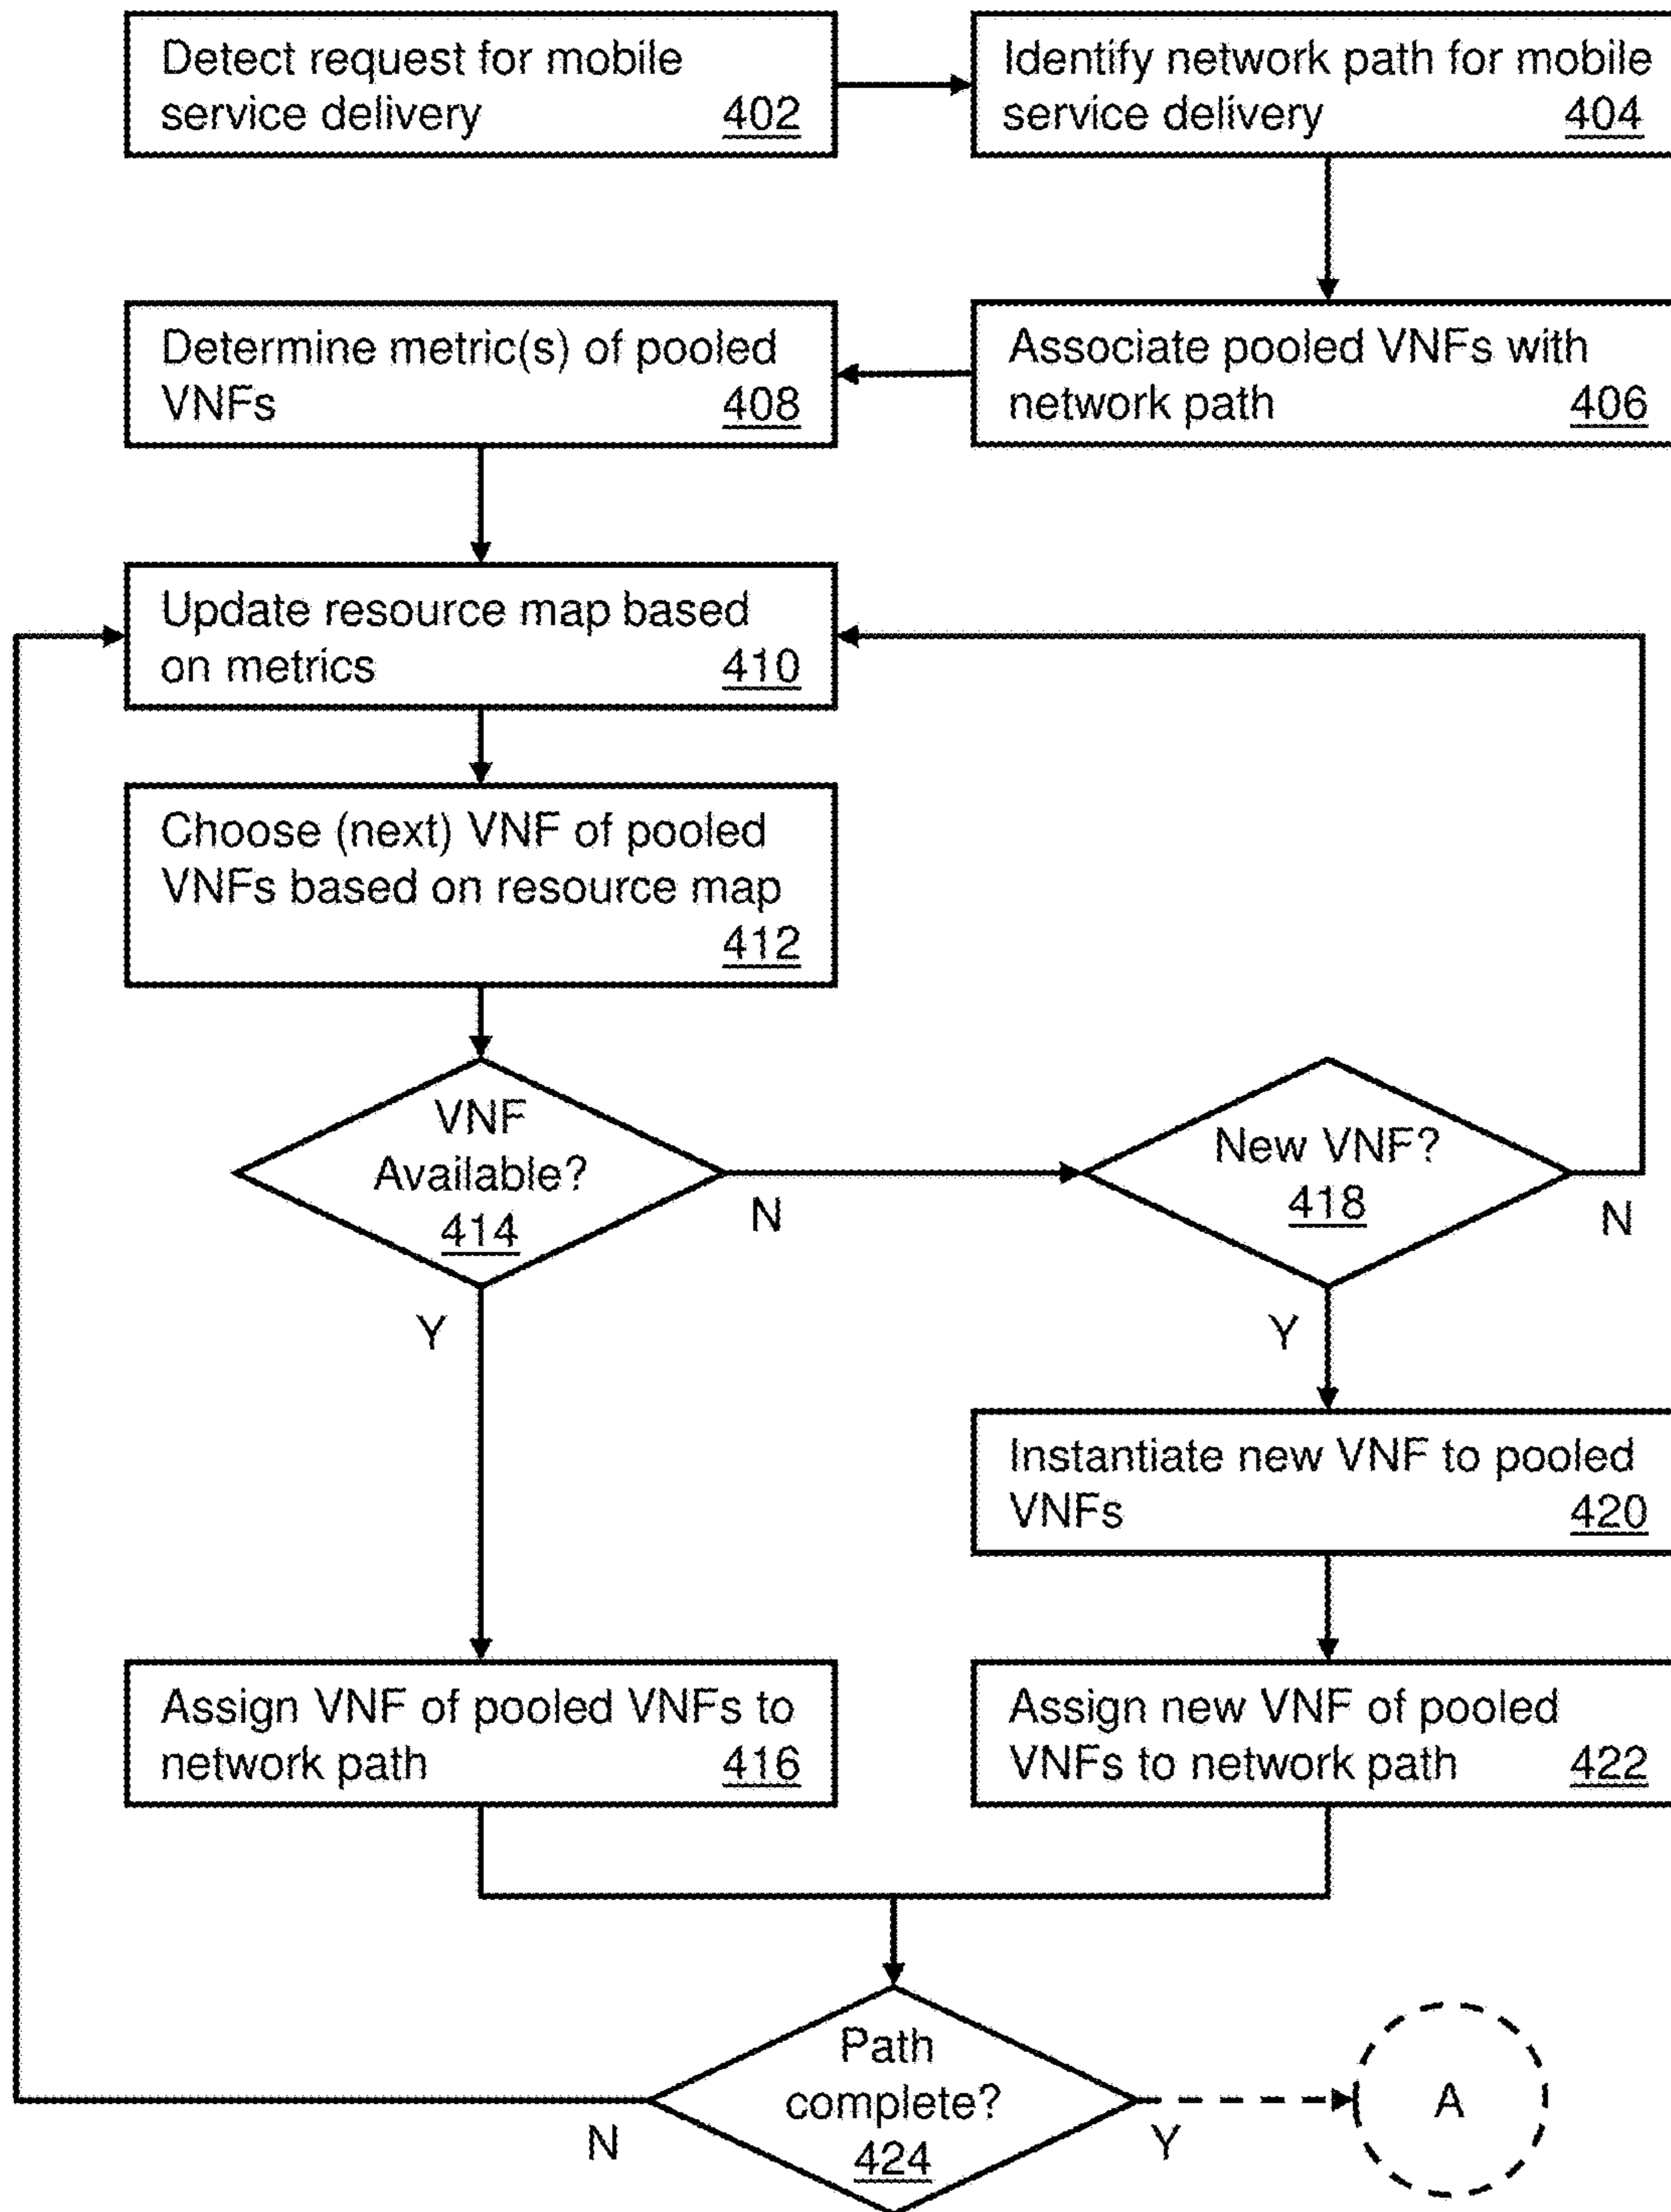 Detect request for mobile
service delivery 402
Identify network path for mobile
service delivery 404
Associate pooled VNFs with
network path 406
Determine metric(s) of pooled
VNFs 408
Update resource map based
on metrics 410
Choose (next) VNF of pooled
VNFs based on resource map
412
VNF
Available?
414
N
Y
New VNF?
418
N
Y
Instantiate new VNF to pooled
VNFs 420
Assign VNF of pooled VNFs to
network path 416
Assign new VNF of pooled
VNFs to network path 422
Path
complete?
424
N
Y
A